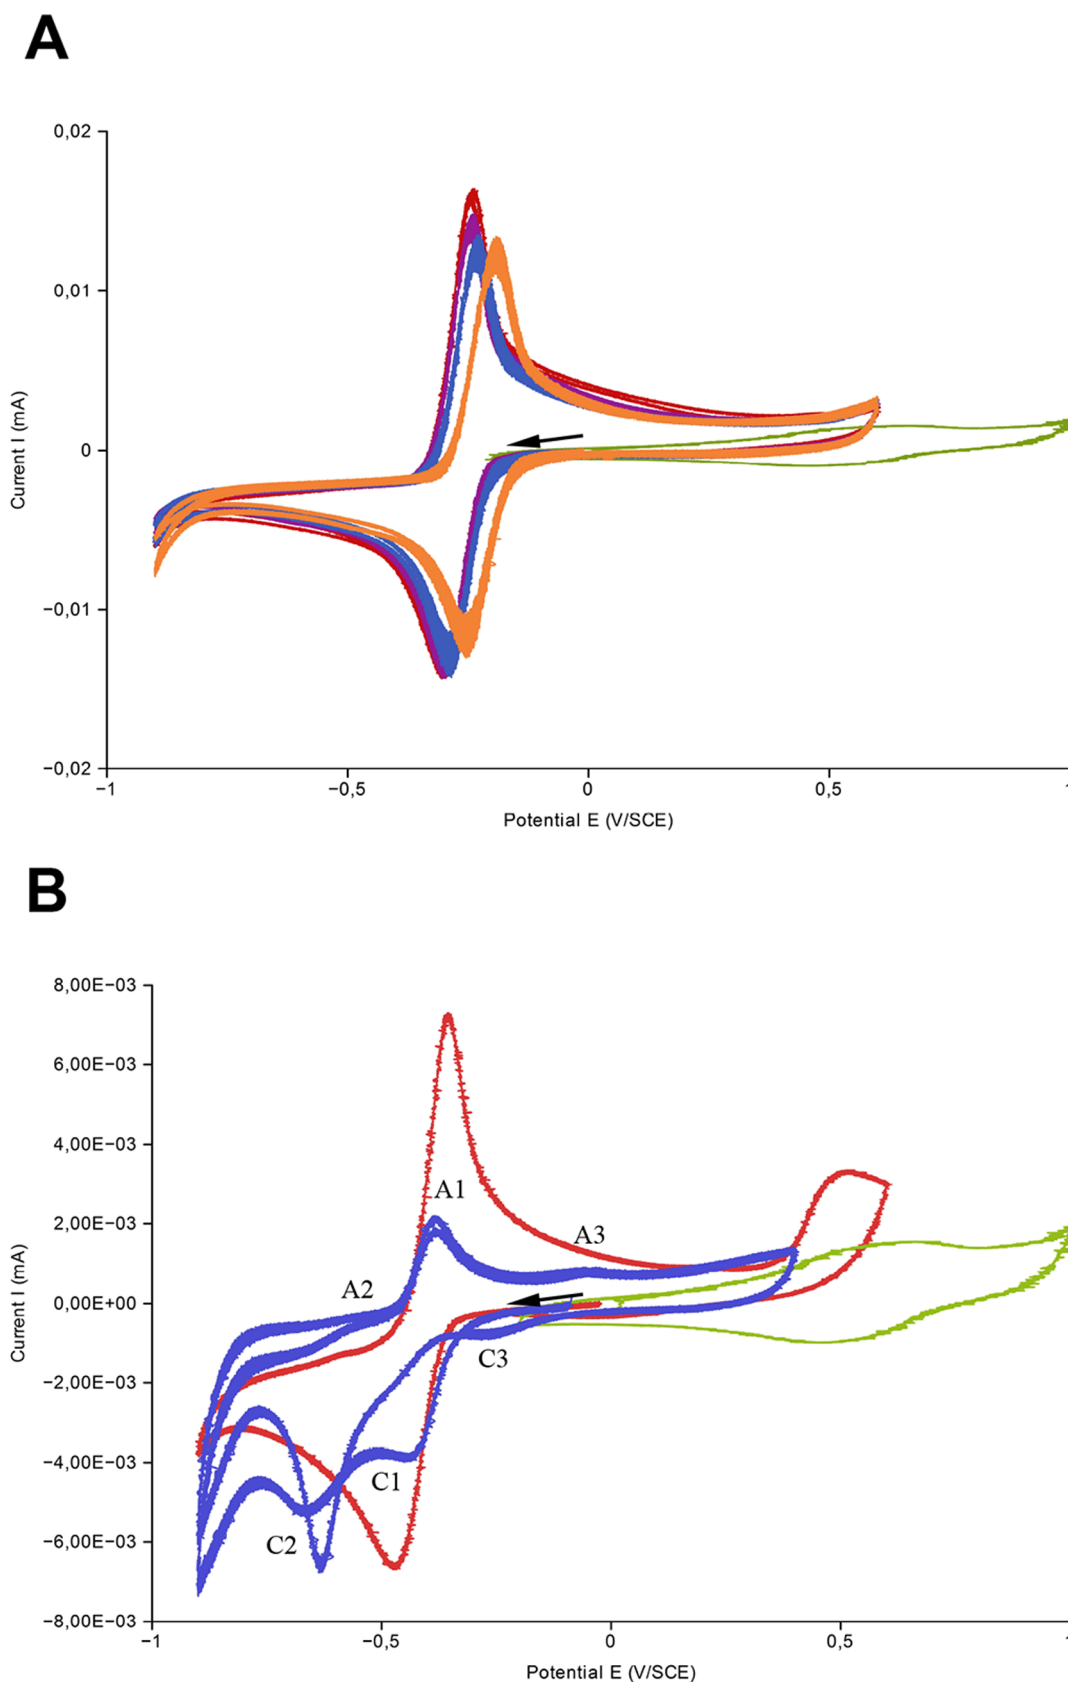 A
0,02
0,01
0
−0,01
−0,02
Current I (mA)
−1
−0,5
0
0,5
Potential E (V/SCE)
B
8,00E−03
6,00E−03
4,00E−03
2,00E−03
0,00E+00
−2,00E−03
−4,00E−03
−6,00E−03
−8,00E−03
Current I (mA)
A1
A3
A2
C3
C1
C2
−1
−0,5
0
0,5
Potential E (V/SCE)